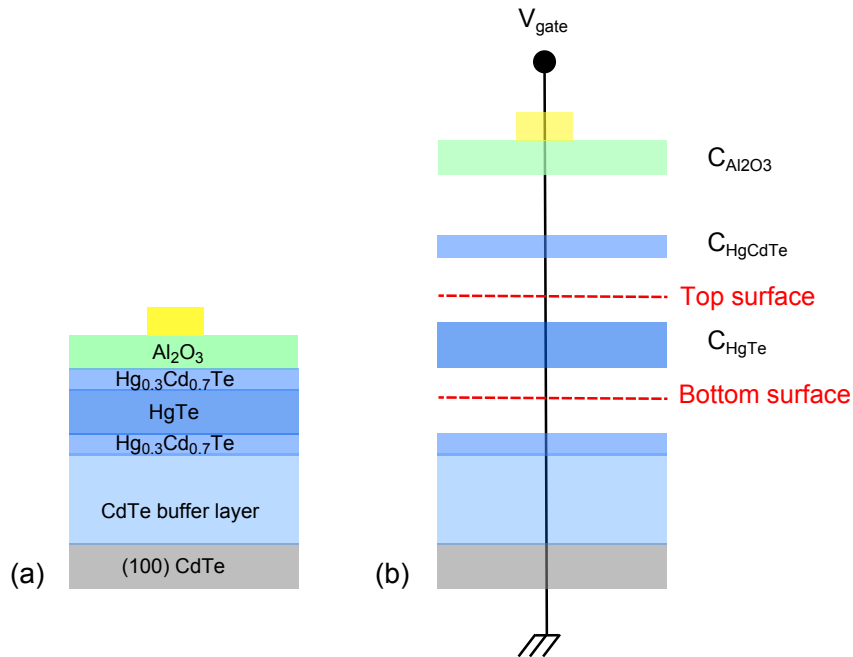 V_gate
C_Al2O3
C_HgCdTe
Top surface
C_HgTe
Bottom surface
Al₂O₃
Hg₀.₃Cd₀.₇Te
HgTe
Hg₀.₃Cd₀.₇Te
CdTe buffer layer
(100) CdTe
(a)
(b)